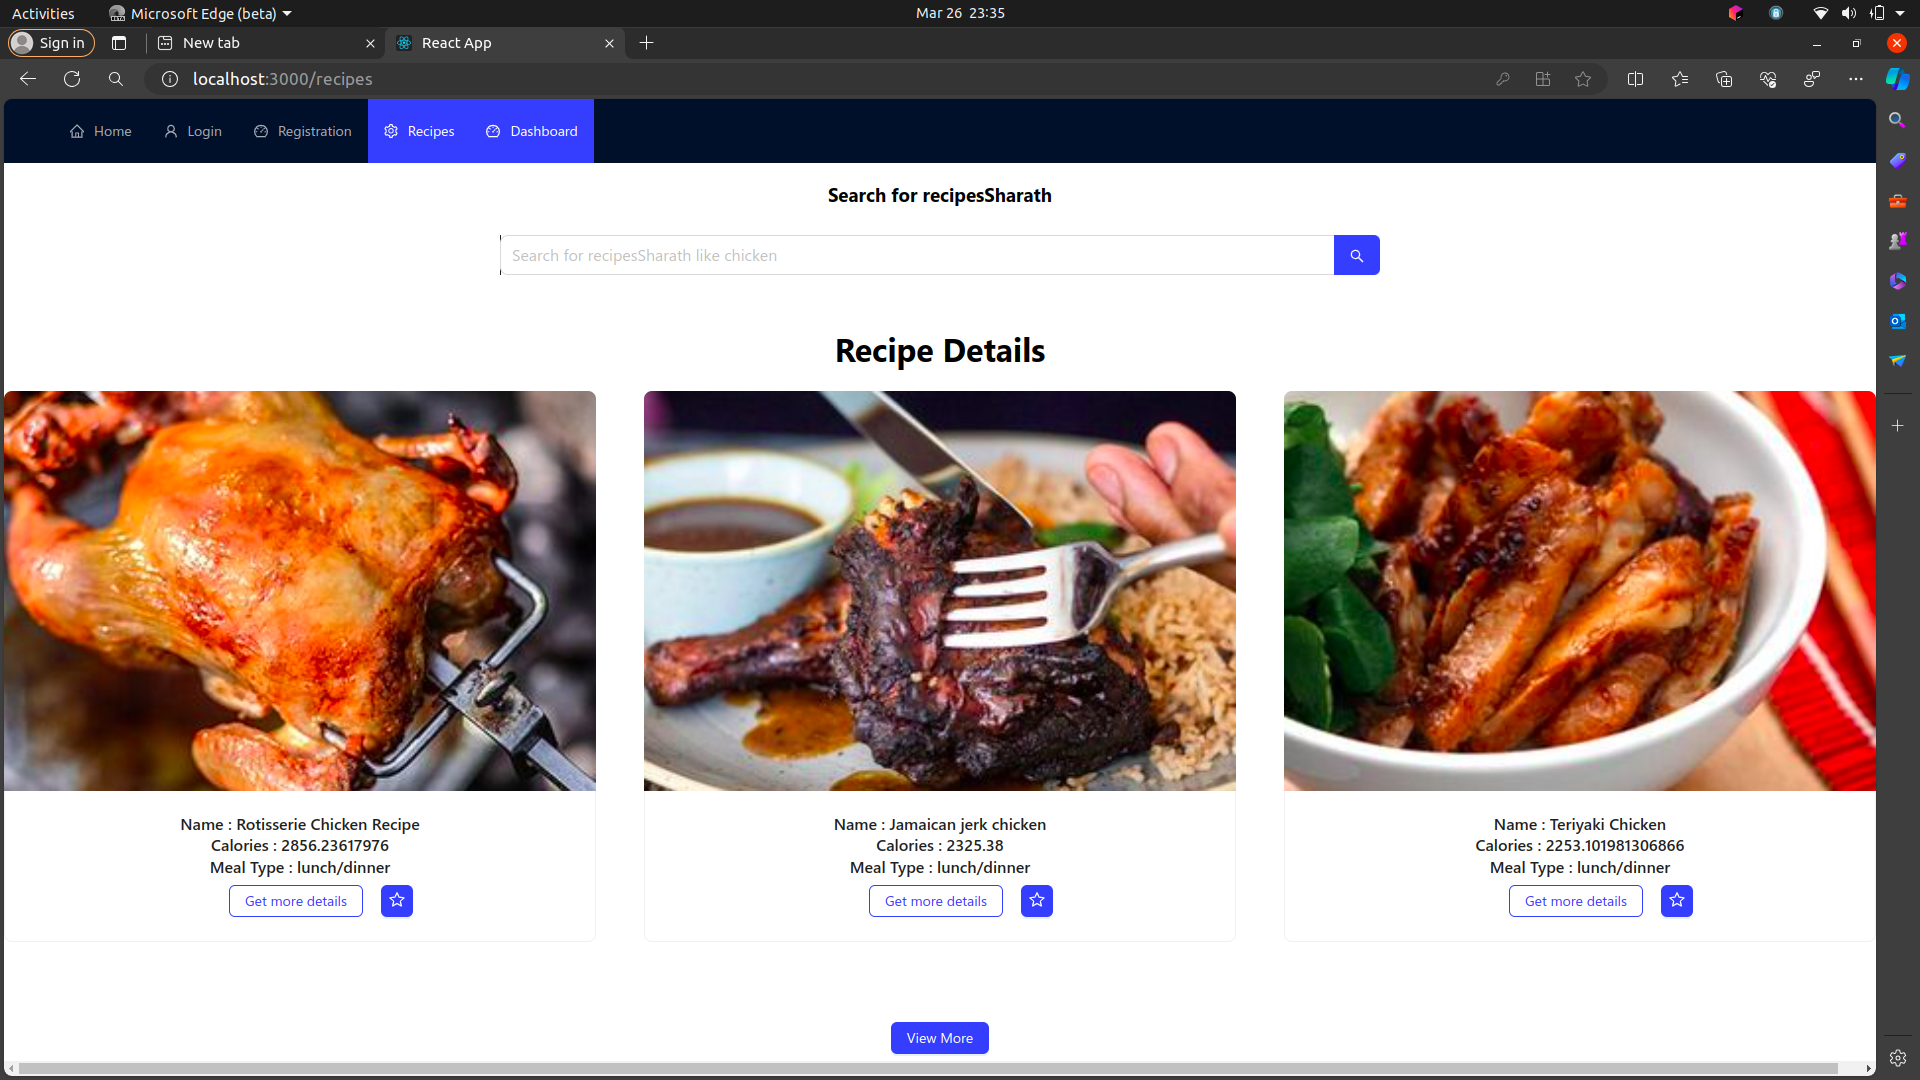 Activities
Microsoft Edge (beta)
Mar 26 23:35
Sign in
New tab
React App
localhost:3000/recipes
Home
Login
Registration
Recipes
Dashboard
Search for recipesSharath
Search for recipesSharath like chicken
Recipe Details
Name : Rotisserie Chicken Recipe
Calories : 2856.23617976
Meal Type : lunch/dinner
Get more details
Name : Jamaican jerk chicken
Calories : 2325.38
Meal Type : lunch/dinner
Get more details
Name : Teriyaki Chicken
Calories : 2253.101981306866
Meal Type : lunch/dinner
Get more details
View More